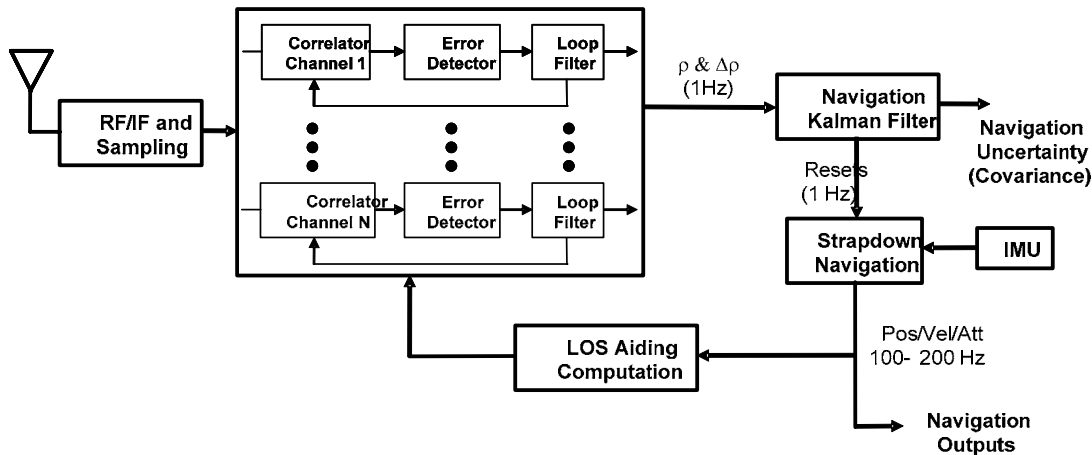 RF/IF and
Sampling
Correlator
Channel 1
Error
Detector
Loop
Filter
Correlator
Channel N
Error
Detector
Loop
Filter
ρ & Δρ
(1Hz)
Navigation
Kalman Filter
Navigation
Uncertainty
(Covariance)
Resets
(1 Hz)
Strapdown
Navigation
IMU
Pos/Vel/Att
100- 200 Hz
LOS Aiding
Computation
Navigation
Outputs